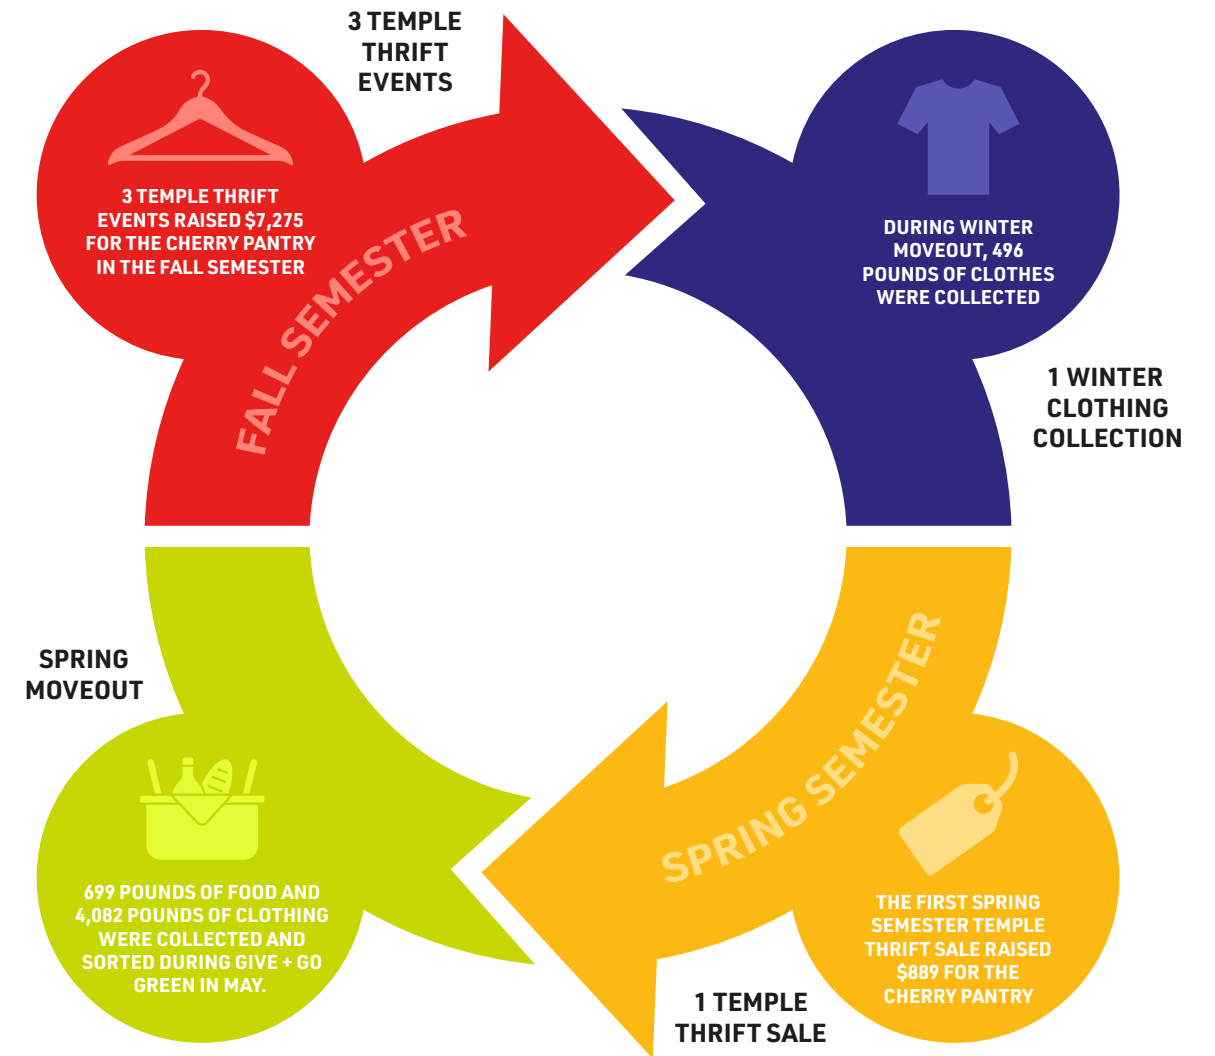 3 TEMPLE
THRIFT
EVENTS
3 TEMPLE THRIFT
EVENTS RAISED $7,275
FOR THE CHERRY PANTRY
IN THE FALL SEMESTER
FALL SEMESTER
DURING WINTER
MOVEOUT, 496
POUNDS OF CLOTHES
WERE COLLECTED
1 WINTER
CLOTHING
COLLECTION
SPRING SEMESTER
THE FIRST SPRING
SEMESTER TEMPLE
THRIFT SALE RAISED
$889 FOR THE
CHERRY PANTRY
1 TEMPLE
THRIFT SALE
SPRING
MOVEOUT
699 POUNDS OF FOOD AND
4,082 POUNDS OF CLOTHING
WERE COLLECTED AND
SORTED DURING GIVE + GO
GREEN IN MAY.